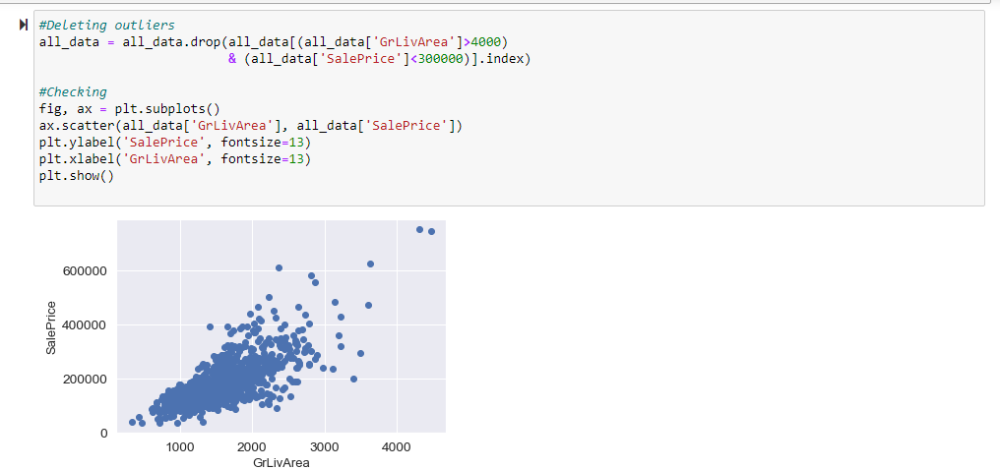 #Deleting outliers
all_data = all_data.drop(all_data[(all_data['GrLivArea']>4000)
& (all_data['SalePrice']<300000)].index)
#Checking
fig, ax = plt.subplots()
ax.scatter(all_data['GrLivArea'], all_data['SalePrice'])
plt.ylabel('SalePrice', fontsize=13)
plt.xlabel('GrLivArea', fontsize=13)
plt.show()
600000
400000
200000
0
SalePrice
1000 2000 3000 4000
GrLivArea